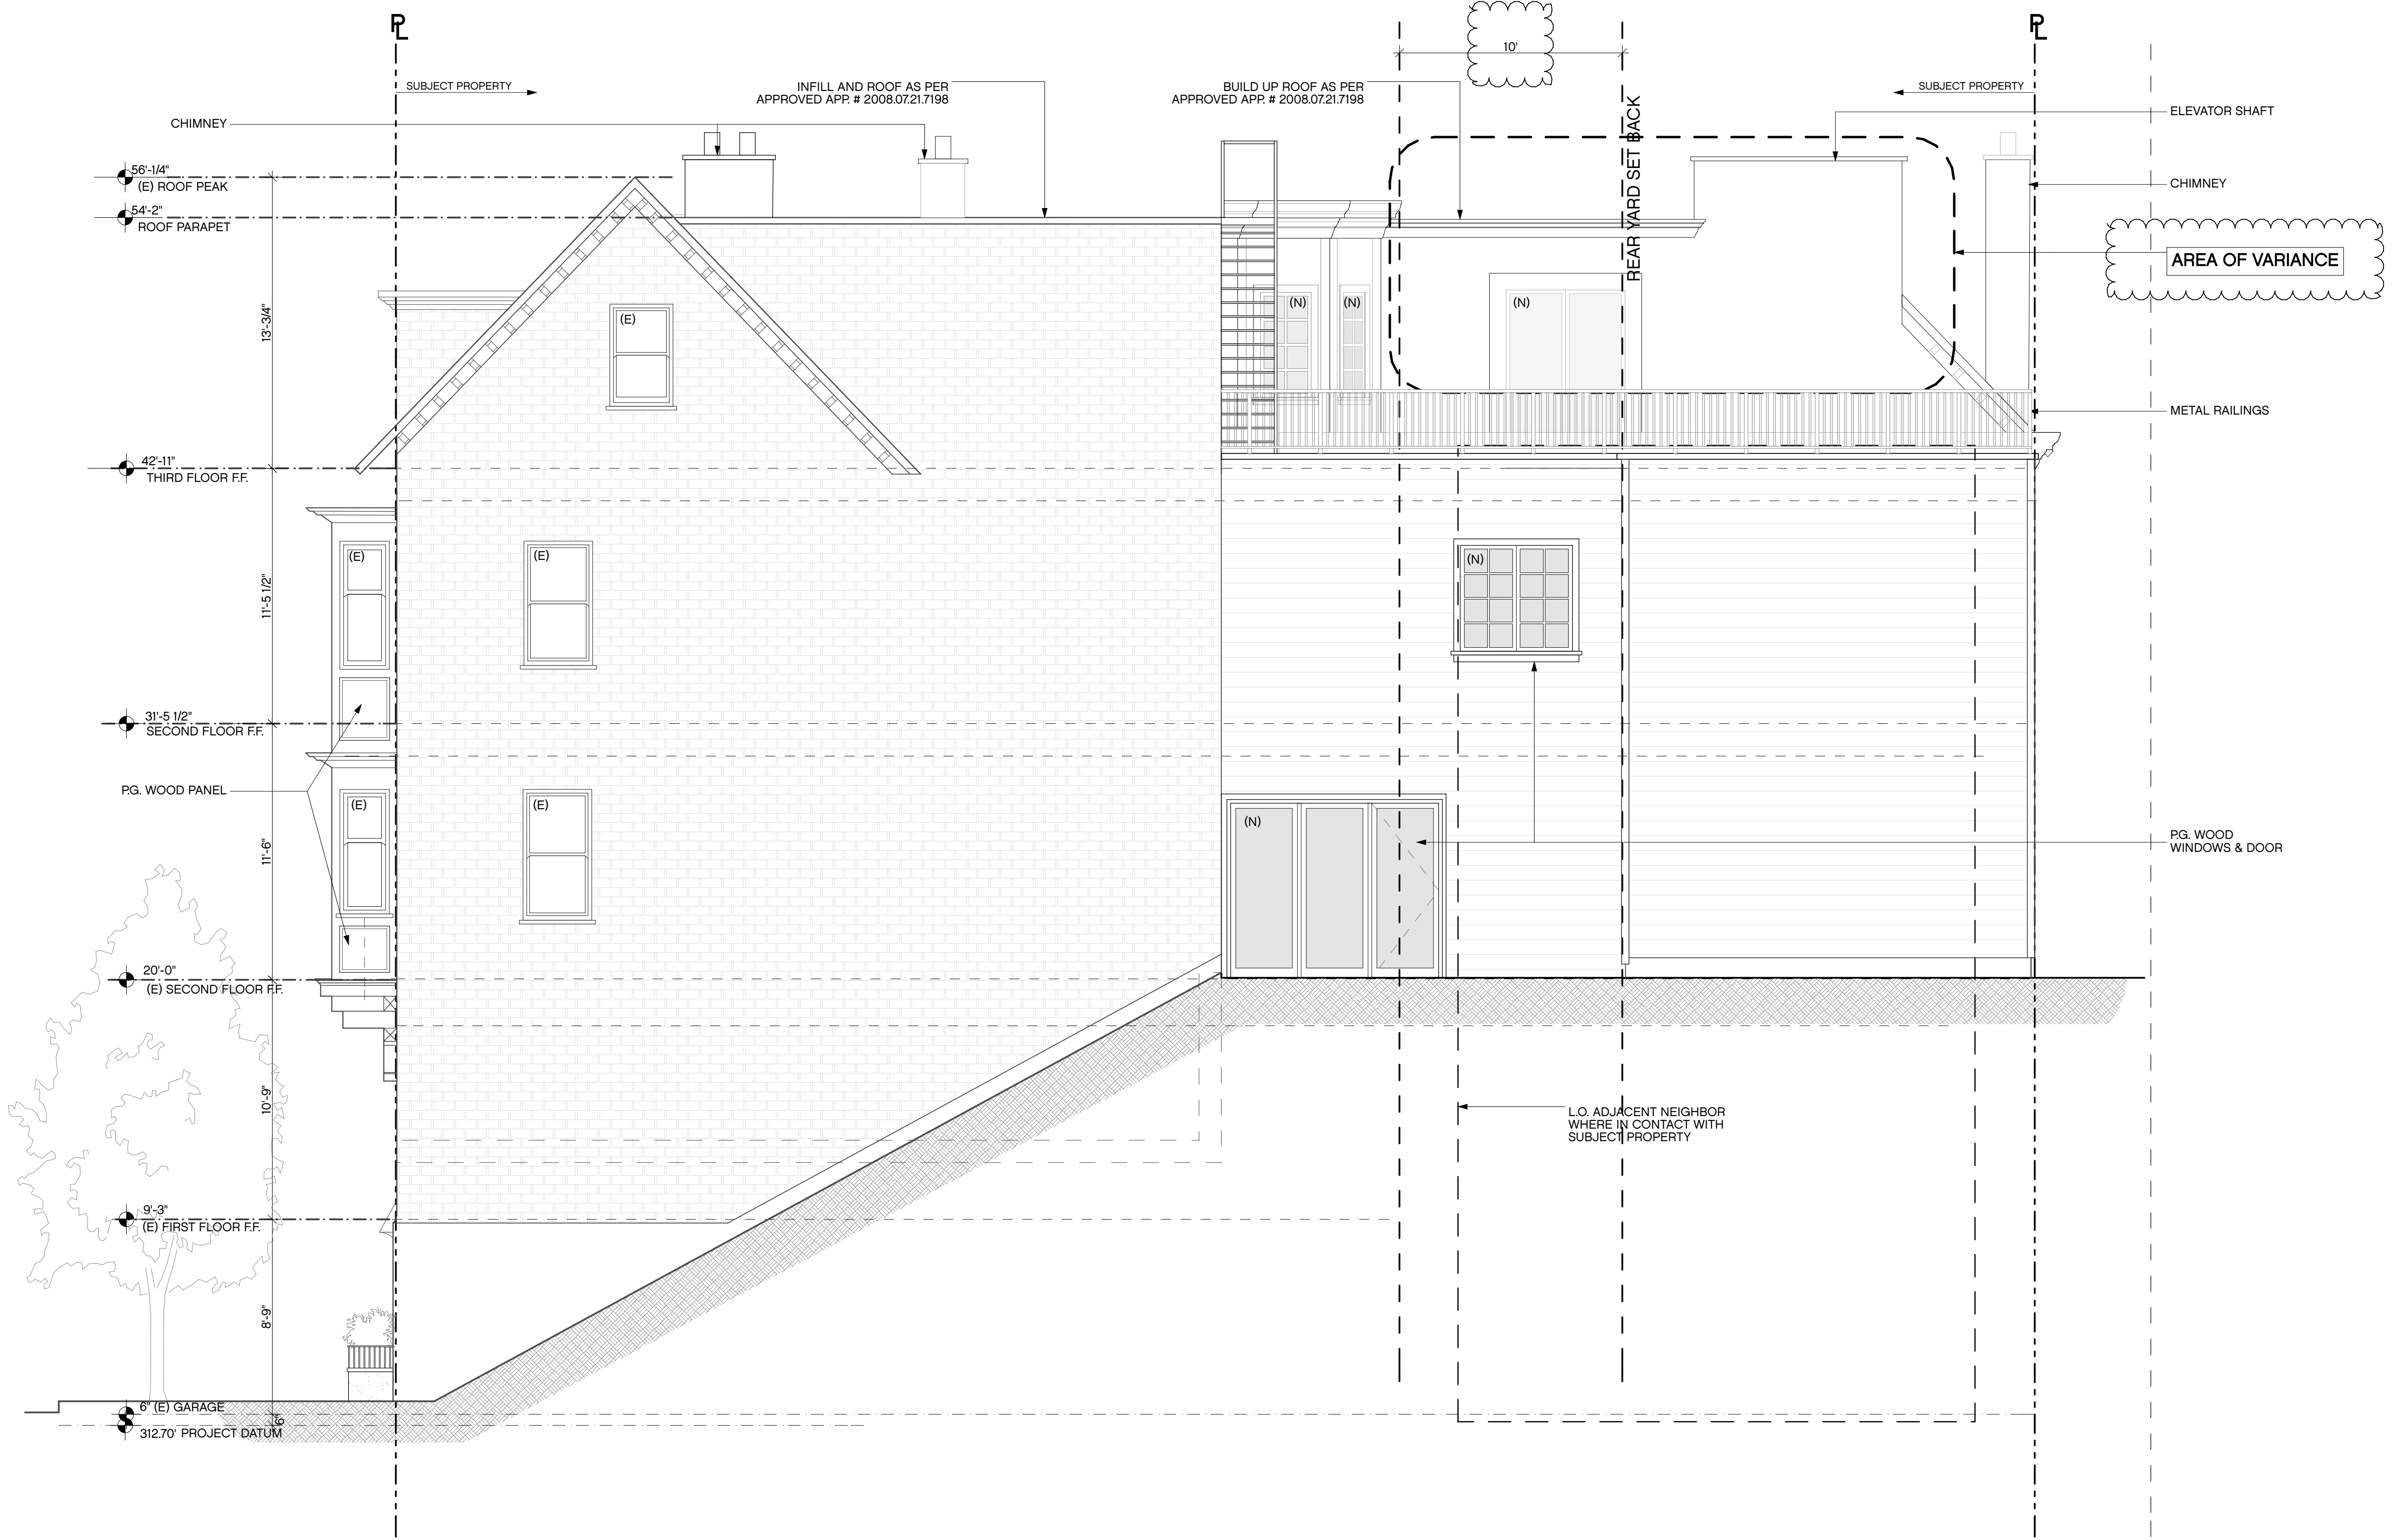 PL
PL
10'
SUBJECT PROPERTY
INFILL AND ROOF AS PER
APPROVED APP. # 2008.07.21.7198
BUILD UP ROOF AS PER
APPROVED APP. # 2008.07.21.7198
SUBJECT PROPERTY
ELEVATOR SHAFT
CHIMNEY
REAR YARD SET BACK
56'-1/4"
(E) ROOF PEAK
CHIMNEY
54'-2"
ROOF PARAPET
AREA OF VARIANCE
13'-3/4"
(E)
(N)
(N)
(N)
METAL RAILINGS
42'-11"
THIRD FLOOR F.F.
(E)
(E)
(N)
11'-5 1/2"
31'-5 1/2"
SECOND FLOOR F.F.
P.G. WOOD PANEL
(E)
(E)
(N)
P.G. WOOD
WINDOWS & DOOR
11'-6"
20'-0"
(E) SECOND FLOOR F.F.
10'-9"
L.O. ADJACENT NEIGHBOR
WHERE IN CONTACT WITH
SUBJECT PROPERTY
9'-3"
(E) FIRST FLOOR F.F.
8'-9"
6" (E) GARAGE
6"
312.70' PROJECT DATUM